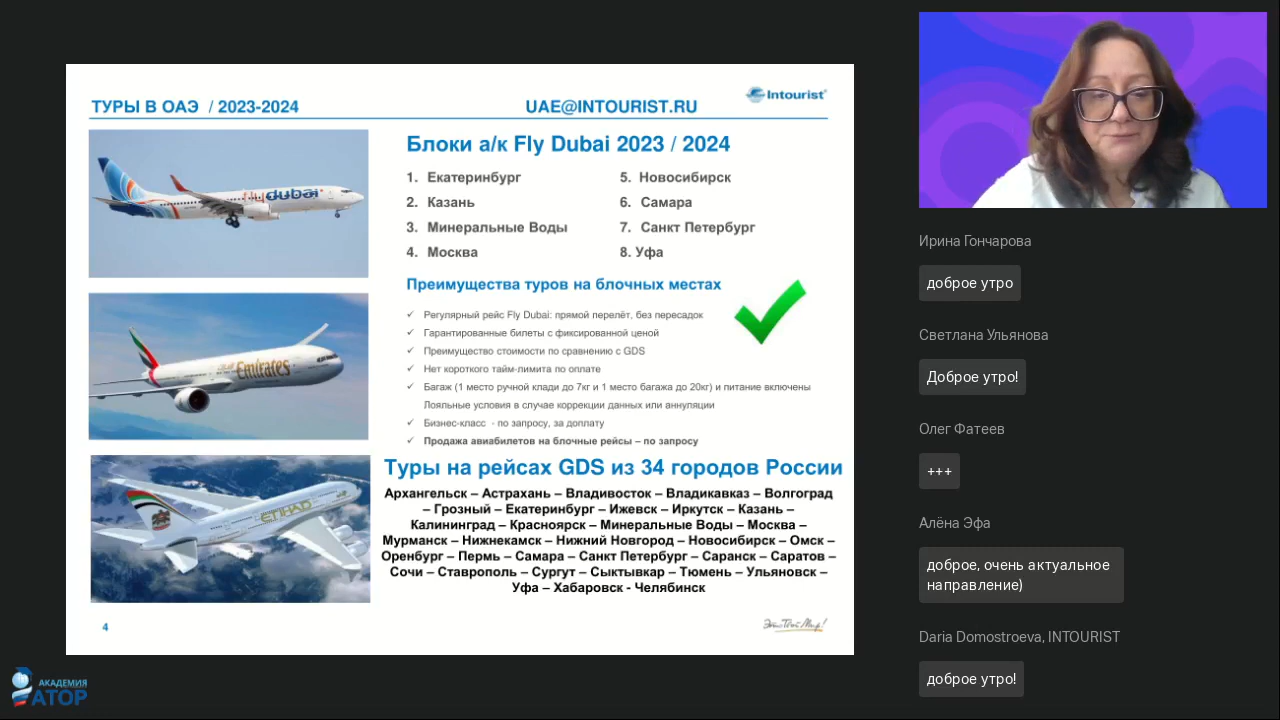 ТУРЫ В ОАЭ / 2023-2024
UAE@INTOURIST.RU
Intourist
Блоки а/к Fly Dubai 2023 / 2024
1. Екатеринбург
2. Казань
3. Минеральные Воды
4. Москва
5. Новосибирск
6. Самара
7. Санкт Петербург
8. Уфа
Преимущества туров на блочных местах
✓ Регулярный рейс Fly Dubai: прямой перелёт, без пересадок
✓ Гарантированные билеты с фиксированной ценой
✓ Преимущество стоимости по сравнению с GDS
✓ Нет короткого тайм-лимита по оплате
✓ Багаж (1 место ручной клади до 7кг и 1 место багажа до 20кг) и питание включены
Лояльные условия в случае коррекции данных или аннуляции
✓ Бизнес-класс - по запросу, за доплату
✓ Продажа авиабилетов на блочные рейсы – по запросу
Туры на рейсах GDS из 34 городов России
Архангельск – Астрахань – Владивосток – Владикавказ – Волгоград
– Грозный – Екатеринбург – Ижевск – Иркутск – Казань –
Калининград – Красноярск – Минеральные Воды – Москва –
Мурманск – Нижнекамск – Нижний Новгород – Новосибирск – Омск –
Оренбург – Пермь – Самара – Санкт Петербург – Саранск – Саратов –
Сочи – Ставрополь – Сургут – Сыктывкар – Тюмень – Ульяновск –
Уфа – Хабаровск - Челябинск
flydubai
Emirates
ETIHAD
4
Это Твой Мир!
АКАДЕМИЯ
АТОР
Ирина Гончарова
доброе утро
Светлана Ульянова
Доброе утро!
Олег Фатеев
+++
Алёна Эфа
доброе, очень актуальное
направление)
Daria Domostroeva, INTOURIST
доброе утро!